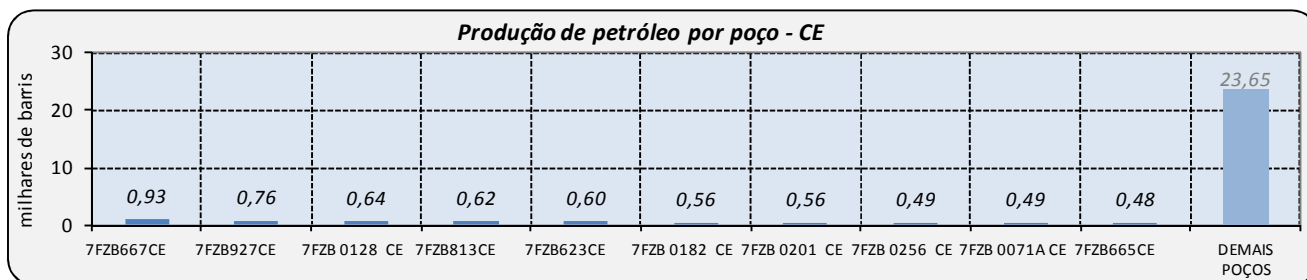 Produção de petróleo por poço - CE
milhares de barris
30
20
10
0
0,93 0,76 0,64 0,62 0,60 0,56 0,56 0,49 0,49 0,48 23,65
7FZB667CE 7FZB927CE 7FZB 0128 CE 7FZB813CE 7FZB623CE 7FZB 0182 CE 7FZB 0201 CE 7FZB 0256 CE 7FZB 0071A CE 7FZB665CE DEMAIS
POÇOS